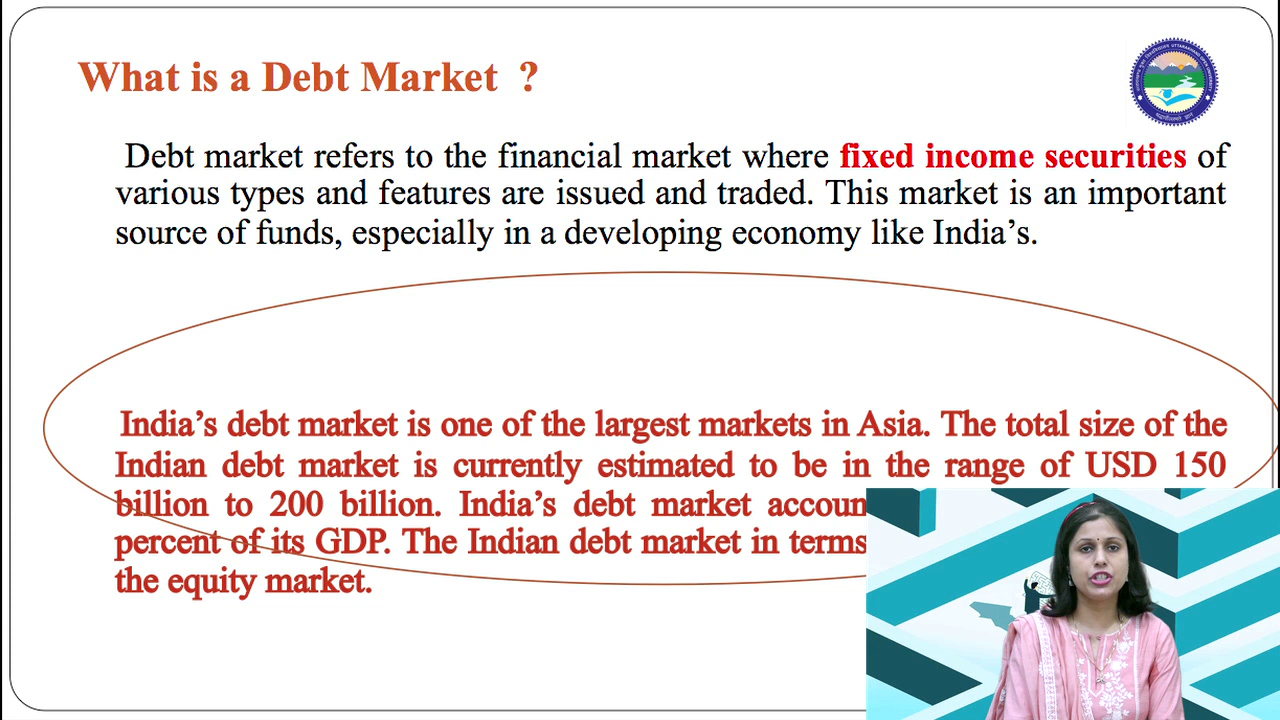 What is a Debt Market ?
Debt market refers to the financial market where fixed income securities of
various types and features are issued and traded. This market is an important
source of funds, especially in a developing economy like India’s.
India’s debt market is one of the largest markets in Asia. The total size of the
Indian debt market is currently estimated to be in the range of USD 150
billion to 200 billion. India’s debt market
percent of its GDP. The Indian debt market in terms
the equity market.